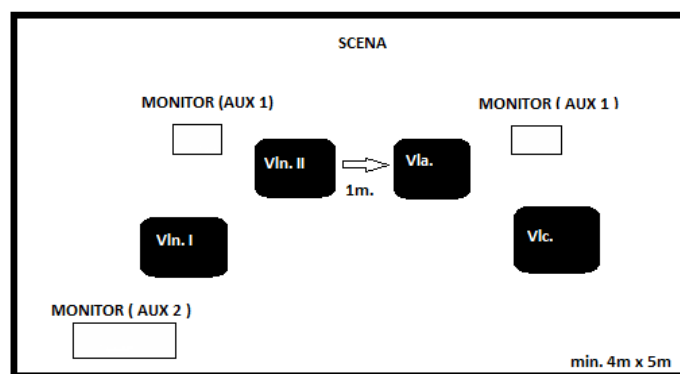 SCENA
MONITOR (AUX 1)
MONITOR ( AUX 1 )
Vln. II
Vla.
1m.
Vln. I
Vlc.
MONITOR ( AUX 2 )
min. 4m x 5m